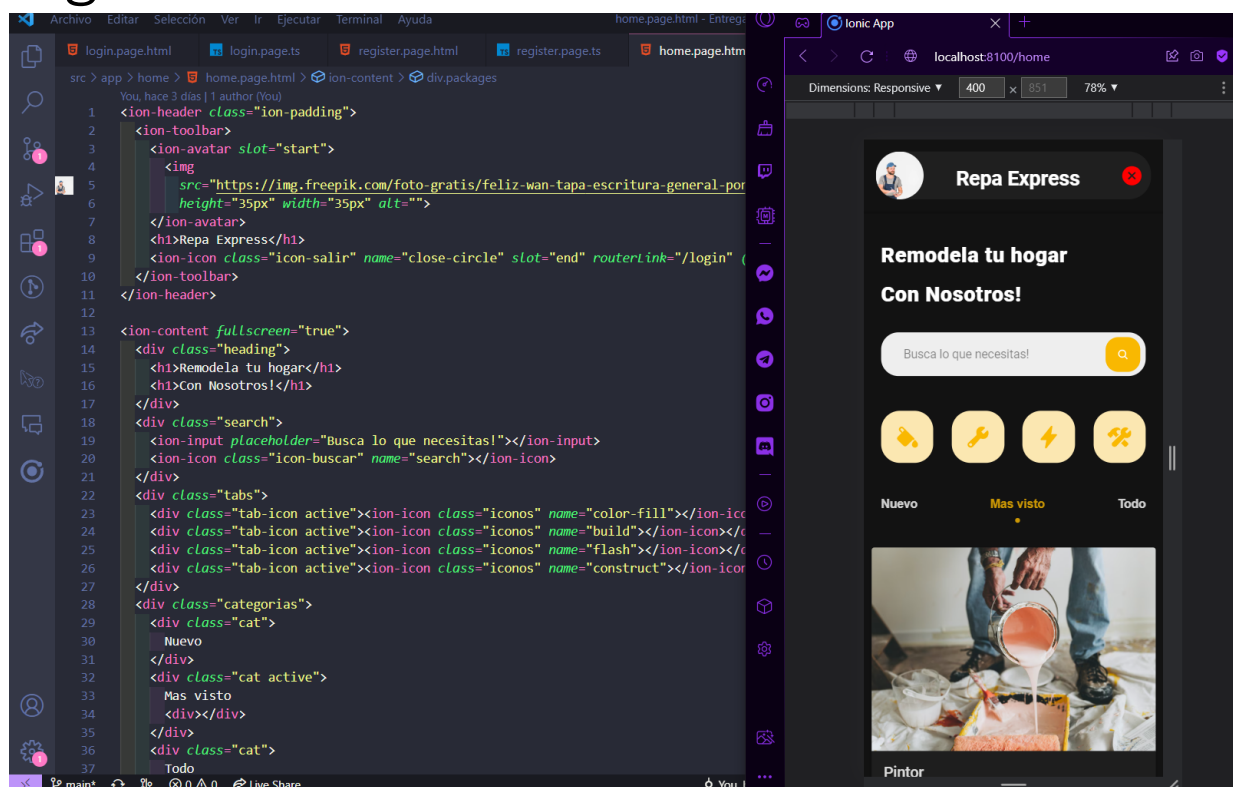 Archivo Editar Selección Ver Ir Ejecutar Terminal Ayuda
home.page.html - Entrega
login.page.html
login.page.ts
register.page.html
register.page.ts
home.page.htm
src > app > home > home.page.html > ion-content > div.packages
You, hace 3 días | 1 author (You)
1 <ion-header class="ion-padding">
2 <ion-toolbar>
3 <ion-avatar slot="start">
4 <img
5 src="https://img.freepik.com/foto-gratis/feliz-wan-tapa-escritura-general-por
6 height="35px" width="35px" alt="">
7 </ion-avatar>
8 <h1>Repa Express</h1>
9 <ion-icon class="icon-salir" name="close-circle" slot="end" routerLink="/login" (
10 </ion-toolbar>
11 </ion-header>
12
13 <ion-content fullscreen="true">
14 <div class="heading">
15 <h1>Remodela tu hogar</h1>
16 <h1>Con Nosotros!</h1>
17 </div>
18 <div class="search">
19 <ion-input placeholder="Busca lo que necesitas!"></ion-input>
20 <ion-icon class="icon-buscar" name="search"></ion-icon>
21 </div>
22 <div class="tabs">
23 <div class="tab-icon active"><ion-icon class="iconos" name="color-fill"></ion-icc
24 <div class="tab-icon active"><ion-icon class="iconos" name="build"></ion-icon></d
25 <div class="tab-icon active"><ion-icon class="iconos" name="flash"></ion-icon></d
26 <div class="tab-icon active"><ion-icon class="iconos" name="construct"></ion-icor
27 </div>
28 <div class="categorias">
29 <div class="cat">
30 Nuevo
31 </div>
32 <div class="cat active">
33 Mas visto
34 <div></div>
35 </div>
36 <div class="cat">
37 Todo
main* 0 0 Live Share
Ionic App
localhost:8100/home
Dimensions: Responsive 400 x 851 78%
Repa Express
Remodela tu hogar
Con Nosotros!
Busca lo que necesitas!
Nuevo Mas visto Todo
Pintor